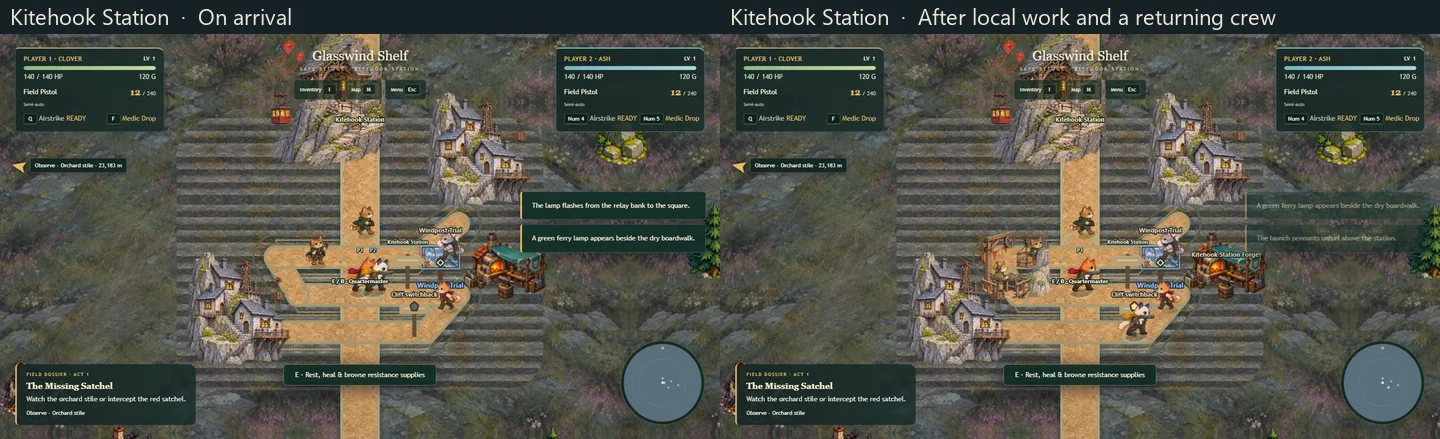 Kitehook Station · On arrival
PLAYER 1 · CLOVER LV 1
140 / 140 HP 120 G
Field Pistol 12 / 240
Semi-auto
Q Airstrike READY F Medic Drop
Glasswind Shelf
Inventory I Map M Menu Esc
Kitehook Station
PLAYER 2 · ASH LV 1
140 / 140 HP 120 G
Field Pistol 12 / 240
Semi-auto
Num 4 Airstrike READY Num 5 Medic Drop
Observe · Orchard stile · 23,183 m
The lamp flashes from the relay bank to the square.
A green ferry lamp appears beside the dry boardwalk.
Windpost Trial
Kitehook Station
P1 P2
E / B · Quartermaster
Windpost Trial
Cliff switchback
E · Rest, heal & browse resistance supplies
FIELD DOSSIER · ACT 1
The Missing Satchel
Watch the orchard stile or intercept the red satchel.
Observe · Orchard stile
Kitehook Station · After local work and a returning crew
PLAYER 1 · CLOVER LV 1
140 / 140 HP 120 G
Field Pistol 12 / 240
Semi-auto
Q Airstrike READY F Medic Drop
Glasswind Shelf
Inventory I Map M Menu Esc
Kitehook Station
PLAYER 2 · ASH LV 1
140 / 140 HP 120 G
Field Pistol 12 / 240
Semi-auto
Num 4 Airstrike READY Num 5 Medic Drop
Observe · Orchard stile · 23,183 m
A green ferry lamp appears beside the dry boardwalk.
The launch pennants unfurl above the station.
Windpost Trial
Kitehook Station
Kitehook Station Forge
P1
E / B · Quartermaster
Windpost Trial
Cliff switchback
E · Rest, heal & browse resistance supplies
FIELD DOSSIER · ACT 1
The Missing Satchel
Watch the orchard stile or intercept the red satchel.
Observe · Orchard stile